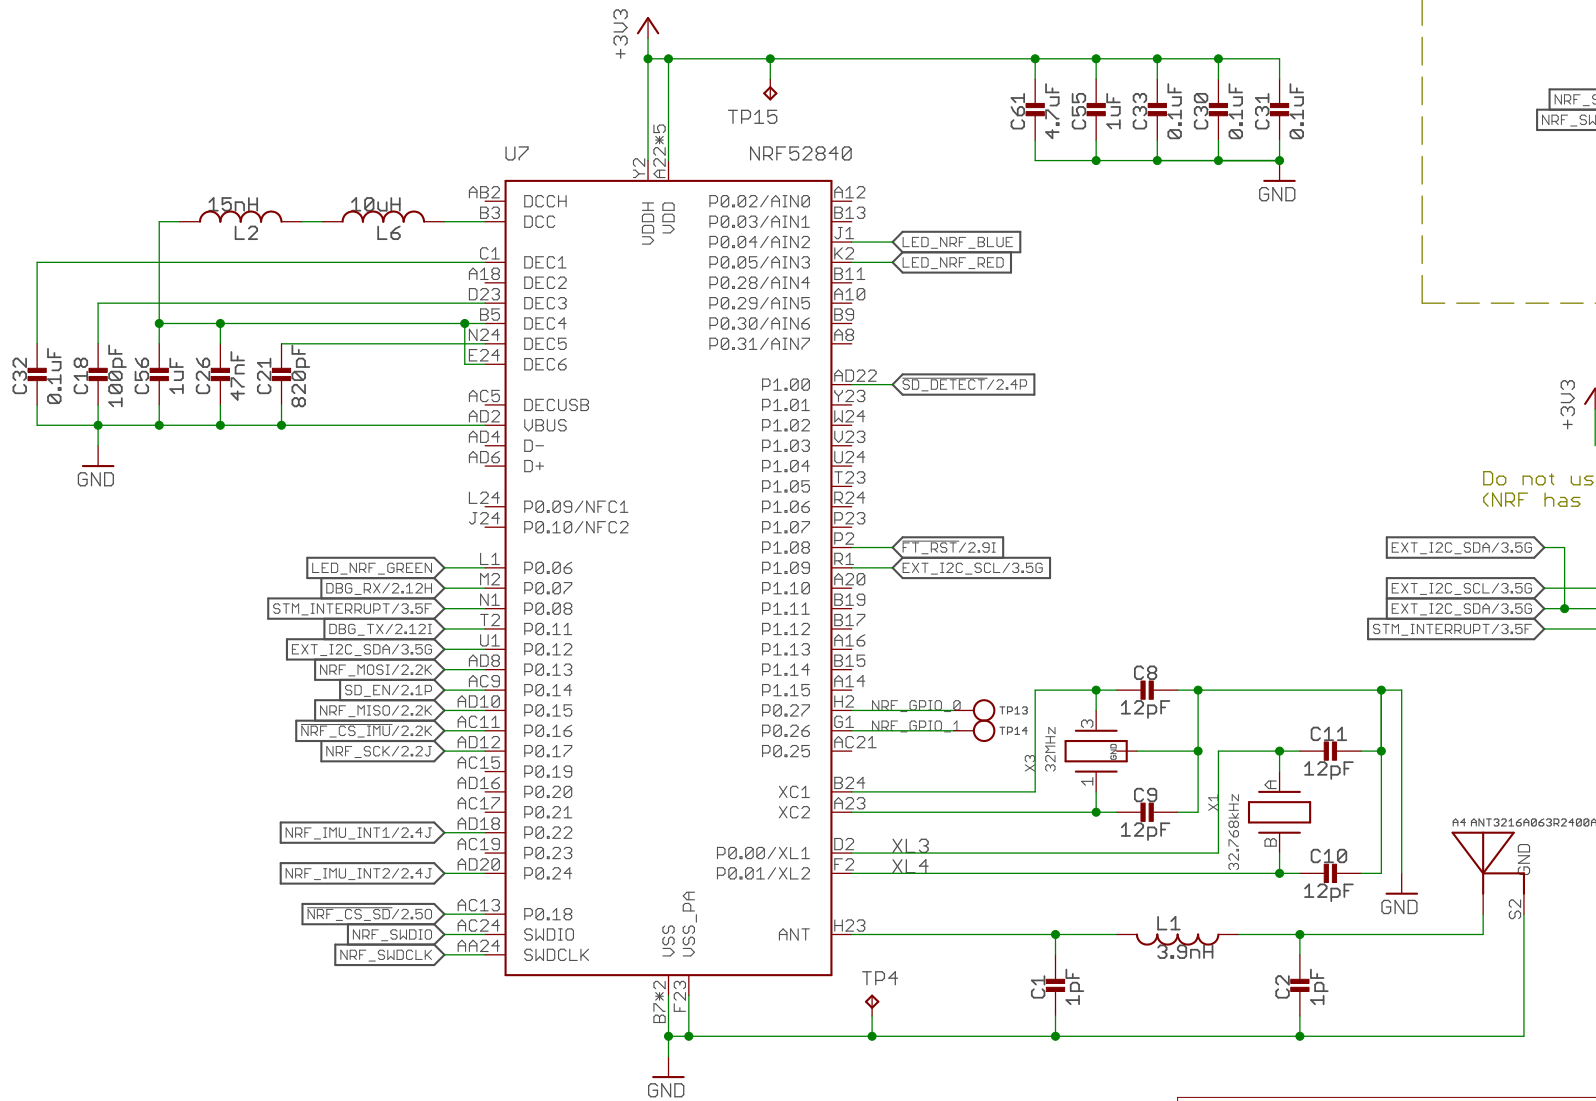 +3V3
TP15
C61
4.7uF
C55
1uF
C33
0.1uF
C30
0.1uF
C31
0.1uF
GND
NRF_S
NRF_SW
U7
NRF52840
Y2
A22*5
VDDH
VDD
15nH
L2
10uH
L6
AB2 DCCH
B3 DCC
C1 DEC1
A18 DEC2
D23 DEC3
B5 DEC4
N24 DEC5
E24 DEC6
AC5 DECUSB
AD2 VBUS
AD4 D-
AD6 D+
L24 P0.09/NFC1
J24 P0.10/NFC2
C32
0.1uF
C18
100pF
C56
1uF
C26
47nF
C21
820pF
GND
LED_NRF_GREEN L1 P0.06
DBG_RX/2.12H M2 P0.07
STM_INTERRUPT/3.5F N1 P0.08
DBG_TX/2.12I T2 P0.11
EXT_I2C_SDA/3.5G U1 P0.12
NRF_MOSI/2.2K AD8 P0.13
SD_EN/2.1P AC9 P0.14
NRF_MISO/2.2K AD10 P0.15
NRF_CS_IMU/2.2K AC11 P0.16
NRF_SCK/2.2J AD12 P0.17
AC15 P0.19
AD16 P0.20
AC17 P0.21
NRF_IMU_INT1/2.4J AD18 P0.22
AC19 P0.23
NRF_IMU_INT2/2.4J AD20 P0.24
NRF_CS_SD/2.5O AC13 P0.18
NRF_SWDIO AC24 SWDIO
NRF_SWDCLK AA24 SWDCLK
P0.02/AIN0 A12
P0.03/AIN1 B13
P0.04/AIN2 J1 LED_NRF_BLUE
P0.05/AIN3 K2 LED_NRF_RED
P0.28/AIN4 B11
P0.29/AIN5 A10
P0.30/AIN6 B9
P0.31/AIN7 A8
P1.00 AD22 SD_DETECT/2.4P
P1.01 Y23
P1.02 W24
P1.03 V23
P1.04 U24
P1.05 T23
P1.06 R24
P1.07 P23
P1.08 P2 FT_RST/2.9I
P1.09 R1 EXT_I2C_SCL/3.5G
P1.10 A20
P1.11 B19
P1.12 B17
P1.13 A16
P1.14 B15
P1.15 A14
P0.27 H2 NRF_GPIO_0 TP13
P0.26 G1 NRF_GPIO_1 TP14
P0.25 AC21
XC1 B24
XC2 A23
P0.00/XL1 D2 XL3
P0.01/XL2 F2 XL4
ANT H23
VSS
VSS_PA
B7*2
F23
GND
TP4
C8
12pF
X3
32MHz
3
GND
1
C9
12pF
X1
32.768kHz
A
B
C11
12pF
C10
12pF
GND
L1
3.9nH
C1
1pF
C2
1pF
A4 ANT3216A063R2400A
GND
S2
+3V3
Do not us
(NRF has
EXT_I2C_SDA/3.5G
EXT_I2C_SCL/3.5G
EXT_I2C_SDA/3.5G
STM_INTERRUPT/3.5F